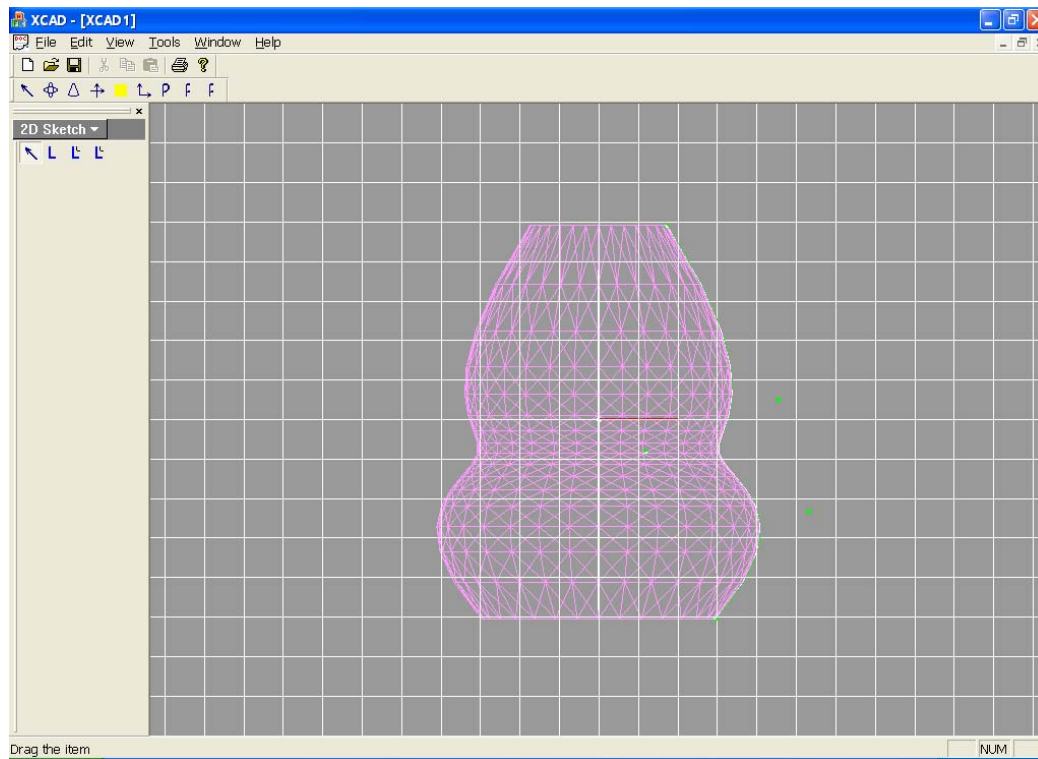 XCAD - [XCAD1]
File Edit View Tools Window Help
P F F
2D Sketch
L L L
Drag the item
NUM